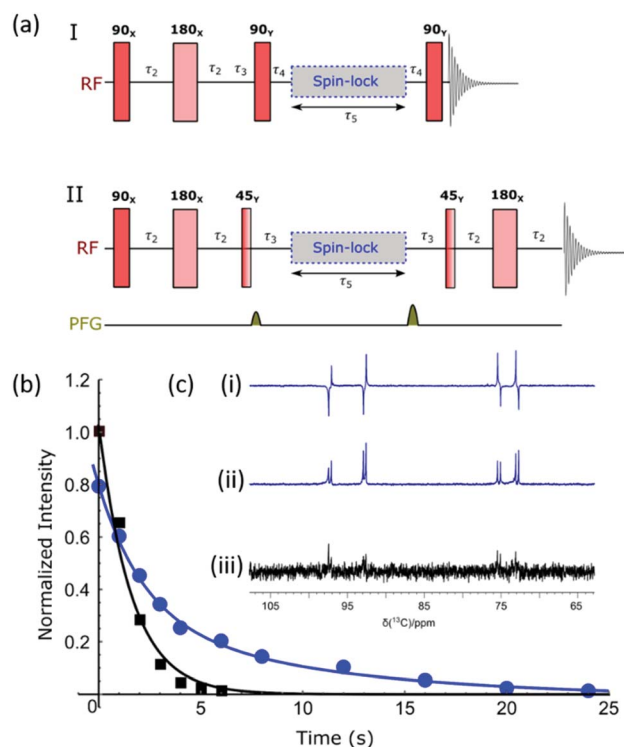 (a)
I
90X 180X 90Y 90Y
RF τ2 τ2 τ3 τ4 Spin-lock τ4
τ5
II
90X 180X 45Y 45Y 180X
RF τ2 τ2 τ3 Spin-lock τ3 τ2 τ2
τ5
PFG
(b)
Normalized Intensity
1.2
1.0
0.8
0.6
0.4
0.2
0 5 10 15 20 25
Time (s)
(c)
(i)
(ii)
(iii)
105 95 85 75 65
δ(¹³C)/ppm